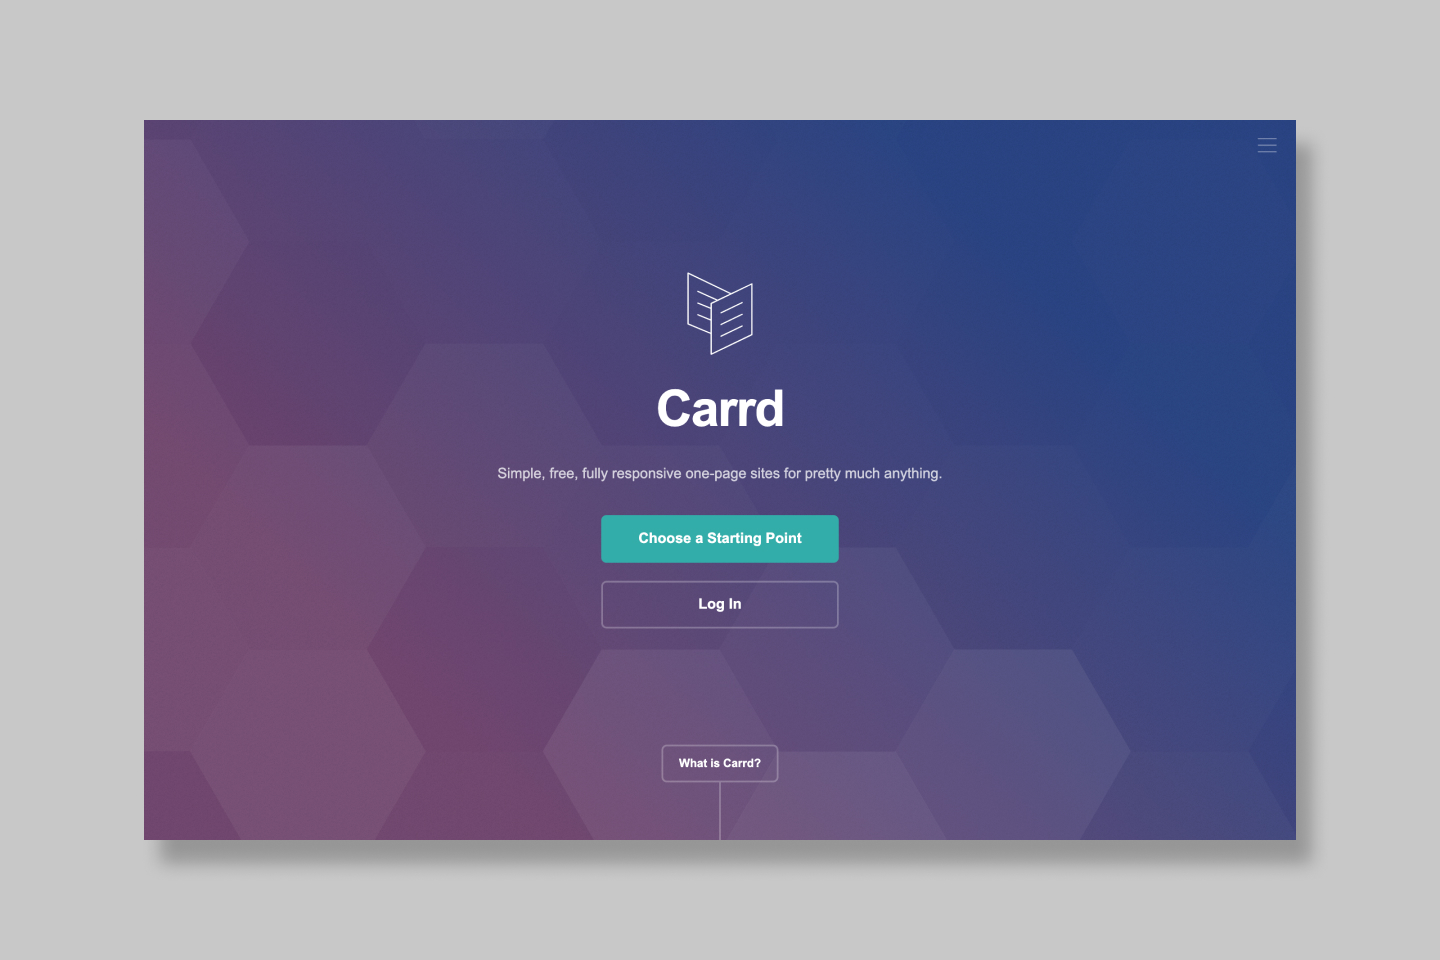 Carrd
Simple, free, fully responsive one-page sites for pretty much anything.
Choose a Starting Point
Log In
What is Carrd?